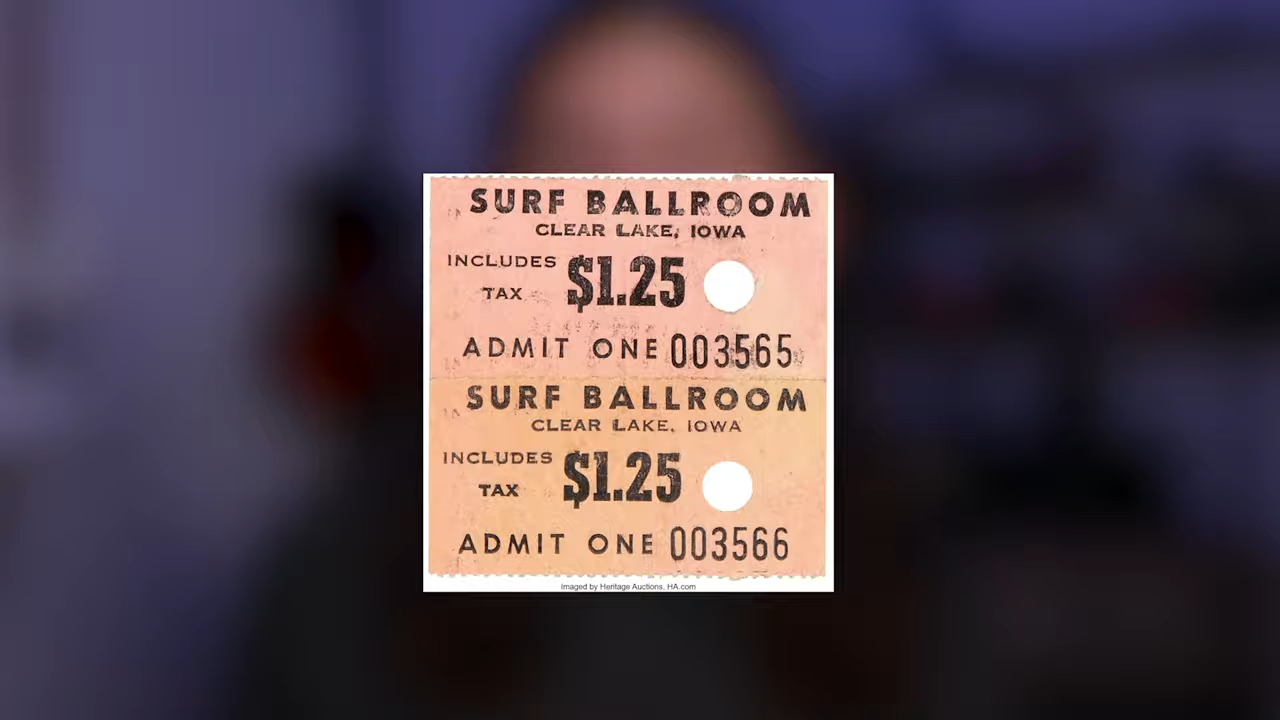 SURF BALLROOM
CLEAR LAKE, IOWA
INCLUDES TAX $1.25
ADMIT ONE 003565
SURF BALLROOM
CLEAR LAKE, IOWA
INCLUDES TAX $1.25
ADMIT ONE 003566
Imaged by Heritage Auctions, HA.com